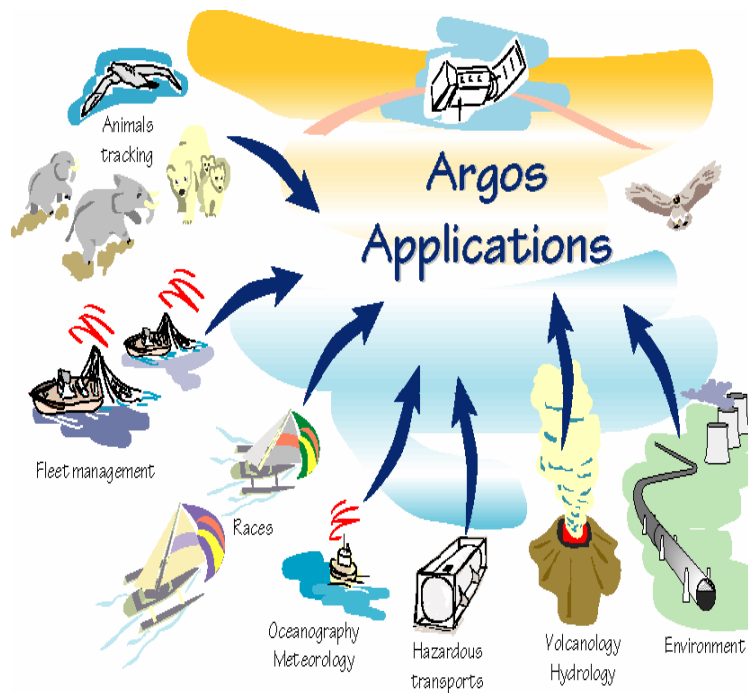 Animals
tracking
Argos
Applications
Fleet management
Races
Oceanography
Meteorology
Hazardous
transports
Volcanology
Hydrology
Environment